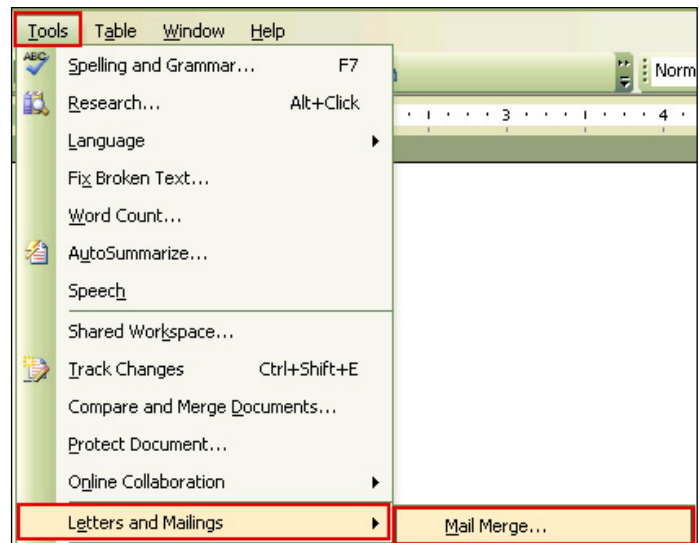 Tools Table Window Help
ABC Spelling and Grammar... F7
Norm
Research... Alt+Click
3 4
Language
Fix Broken Text...
Word Count...
AutoSummarize...
Speech
Shared Workspace...
Track Changes Ctrl+Shift+E
Compare and Merge Documents...
Protect Document...
Online Collaboration
Letters and Mailings Mail Merge...